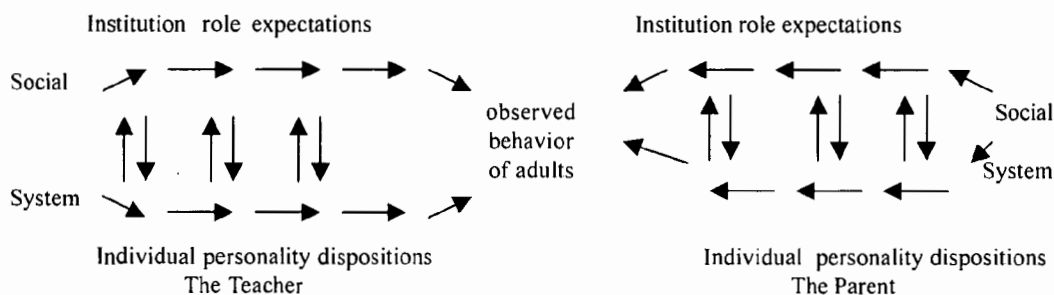 Institution role expectations
Institution role expectations
Social
Social
observed
behavior
of adults
System
System
Individual personality dispositions
Individual personality dispositions
The Teacher
The Parent